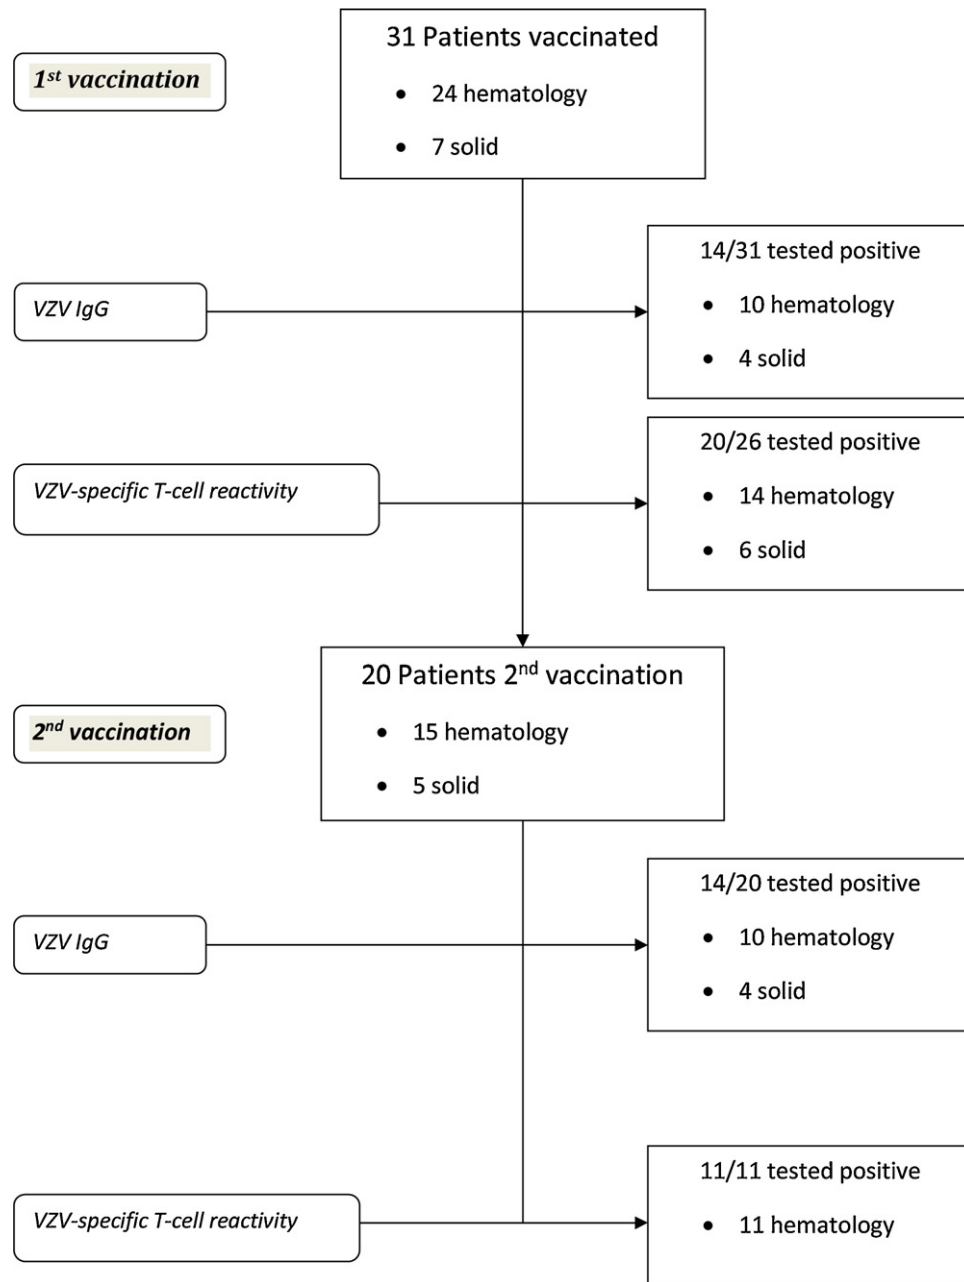 31 Patients vaccinated
1st vaccination
• 24 hematology
• 7 solid
14/31 tested positive
VZV IgG
• 10 hematology
• 4 solid
20/26 tested positive
VZV-specific T-cell reactivity
• 14 hematology
• 6 solid
20 Patients 2nd vaccination
2nd vaccination
• 15 hematology
• 5 solid
14/20 tested positive
VZV IgG
• 10 hematology
• 4 solid
11/11 tested positive
VZV-specific T-cell reactivity
• 11 hematology